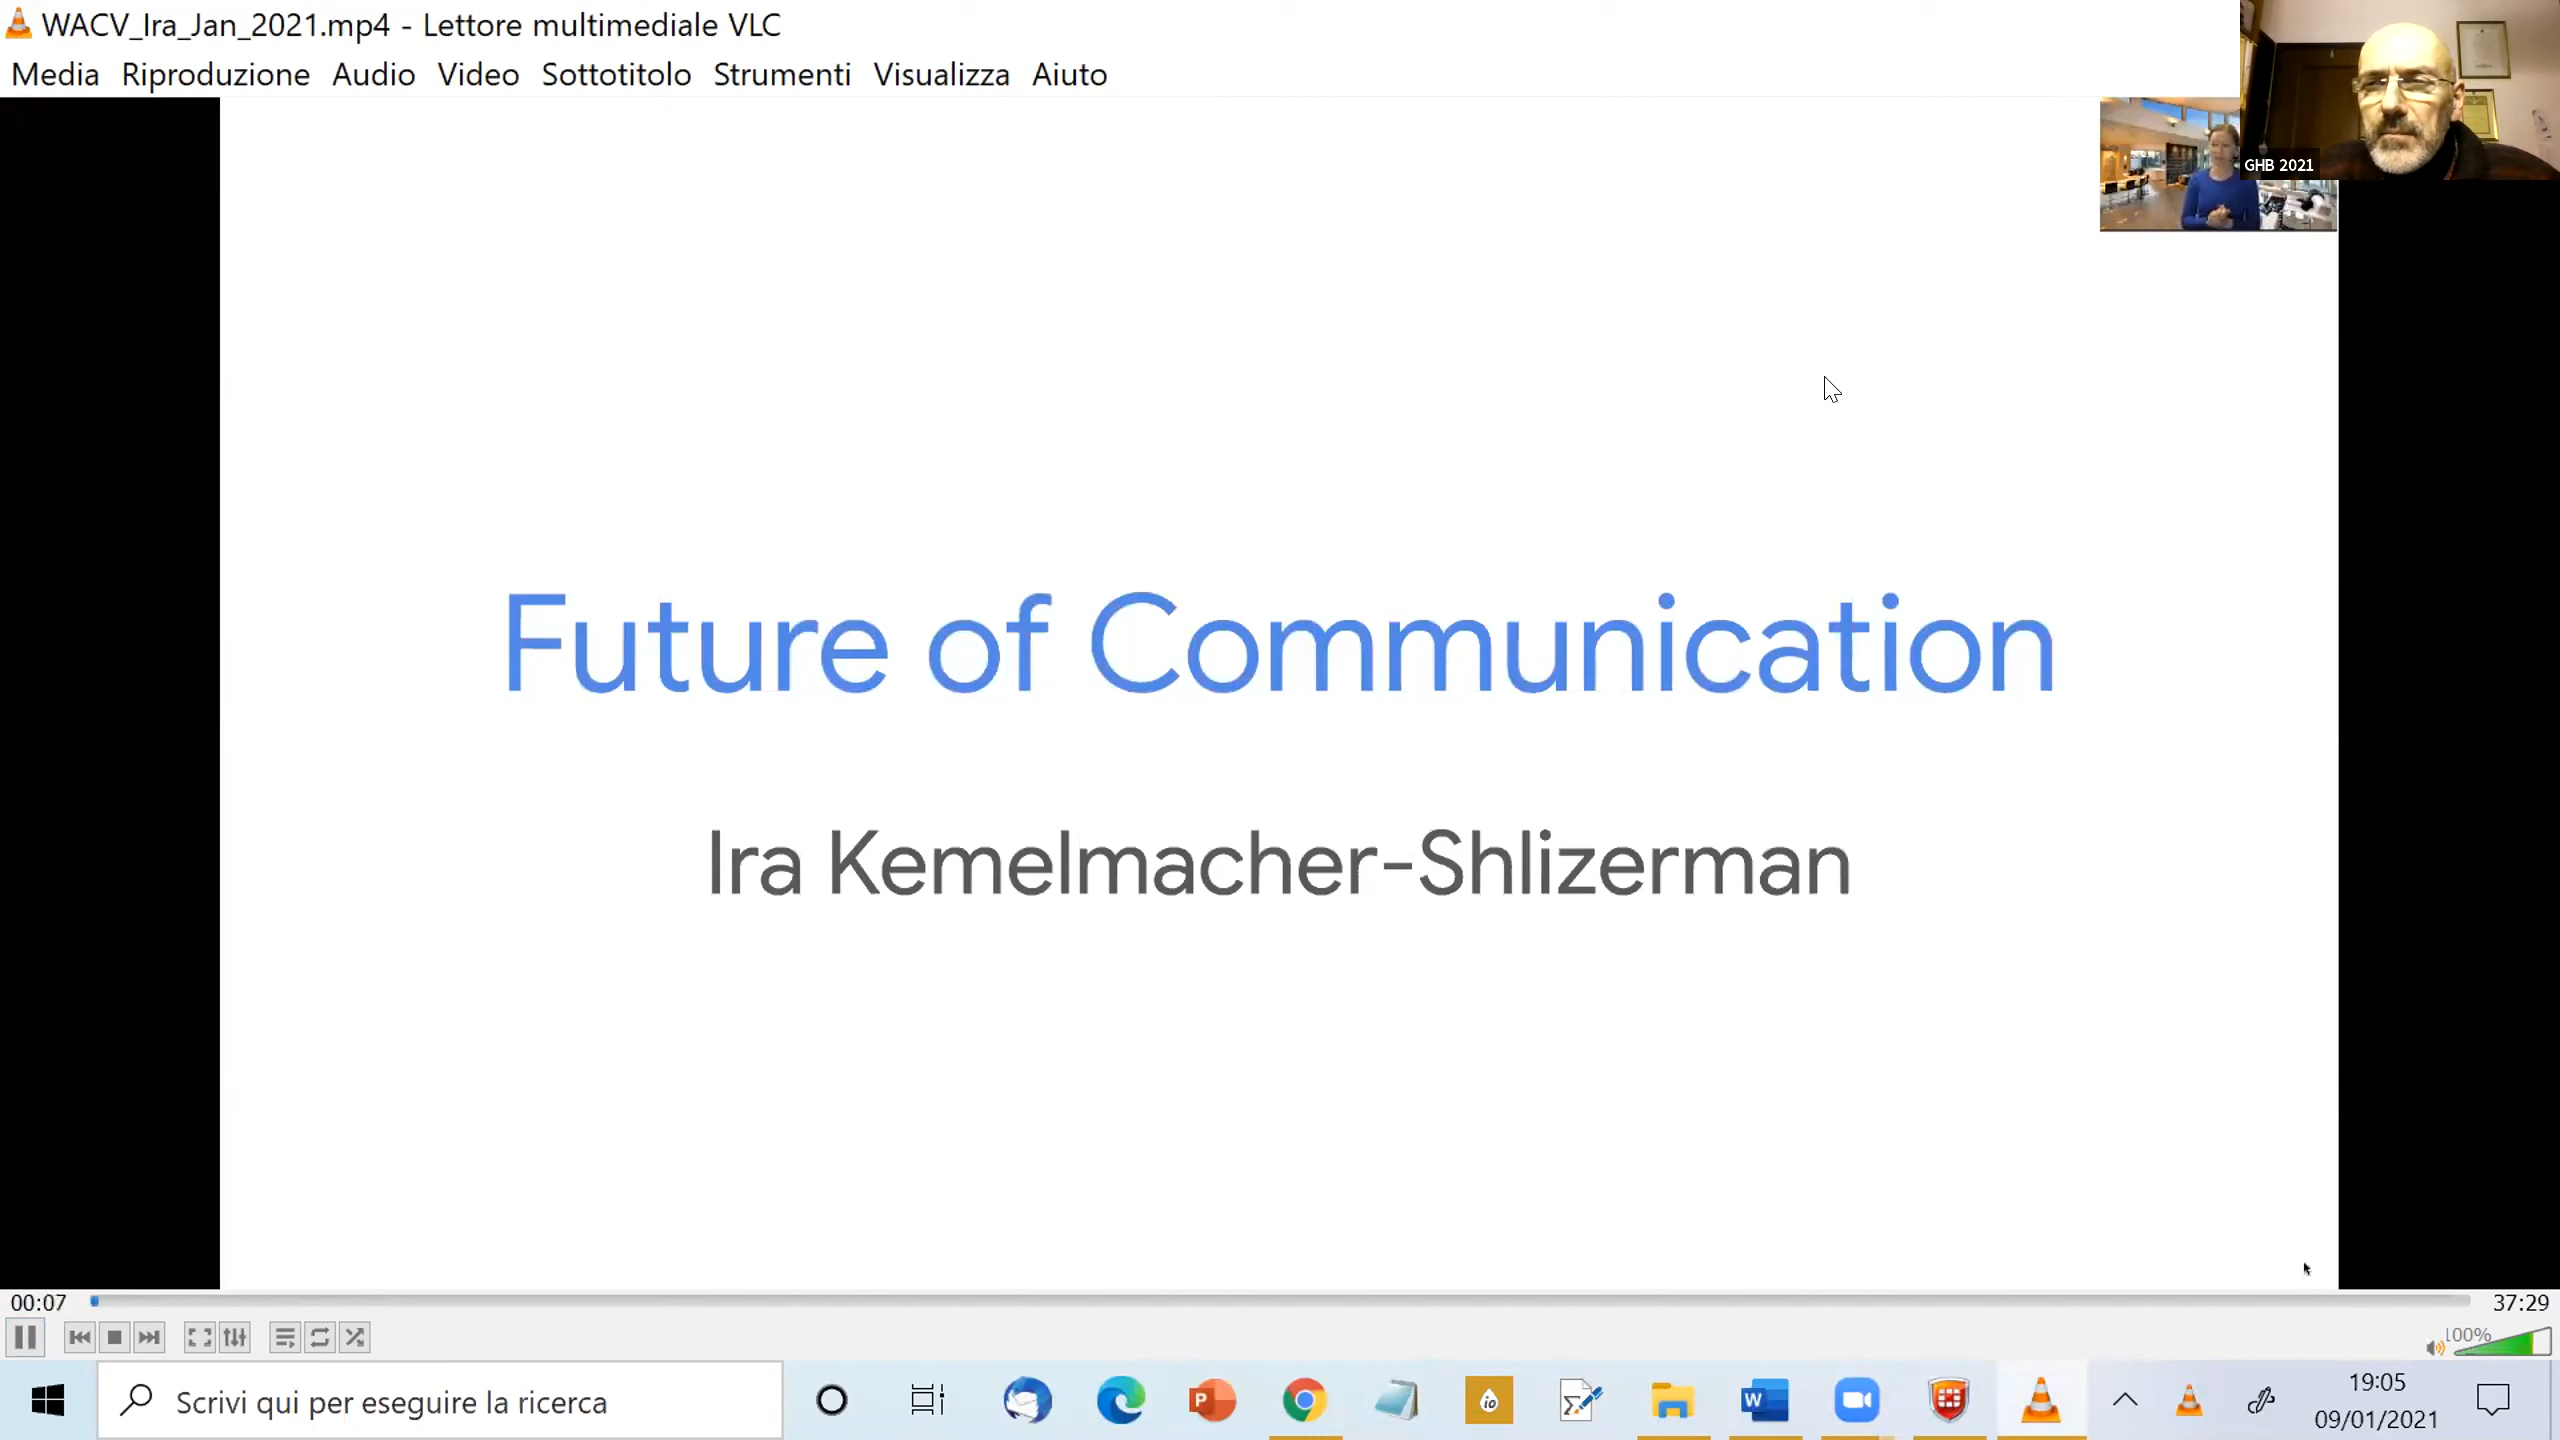 WACV_Ira_Jan_2021.mp4 - Lettore multimediale VLC
Media Riproduzione Audio Video Sottotitolo Strumenti Visualizza Aiuto
GHB 2021
Future of Communication
Ira Kemelmacher-Shlizerman
00:07
37:29
100%
Scrivi qui per eseguire la ricerca
P
io
W
19:05
09/01/2021